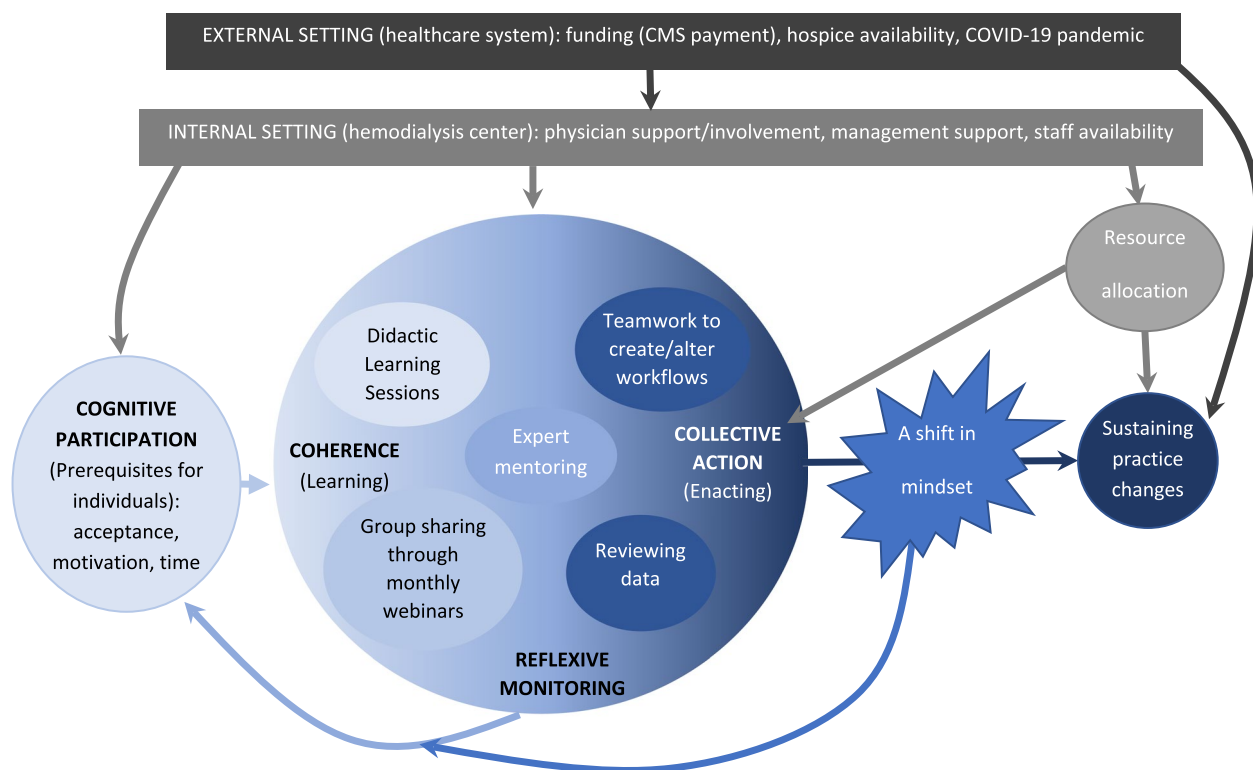 EXTERNAL SETTING (healthcare system): funding (CMS payment), hospice availability, COVID-19 pandemic
INTERNAL SETTING (hemodialysis center): physician support/involvement, management support, staff availability
Resource
allocation
COGNITIVE
PARTICIPATION
(Prerequisites for
individuals):
acceptance,
motivation, time
COHERENCE
(Learning)
Didactic
Learning
Sessions
Group sharing
through
monthly
webinars
Expert
mentoring
Teamwork to
create/alter
workflows
Reviewing
data
COLLECTIVE
ACTION
(Enacting)
REFLEXIVE
MONITORING
A shift in
mindset
Sustaining
practice
changes